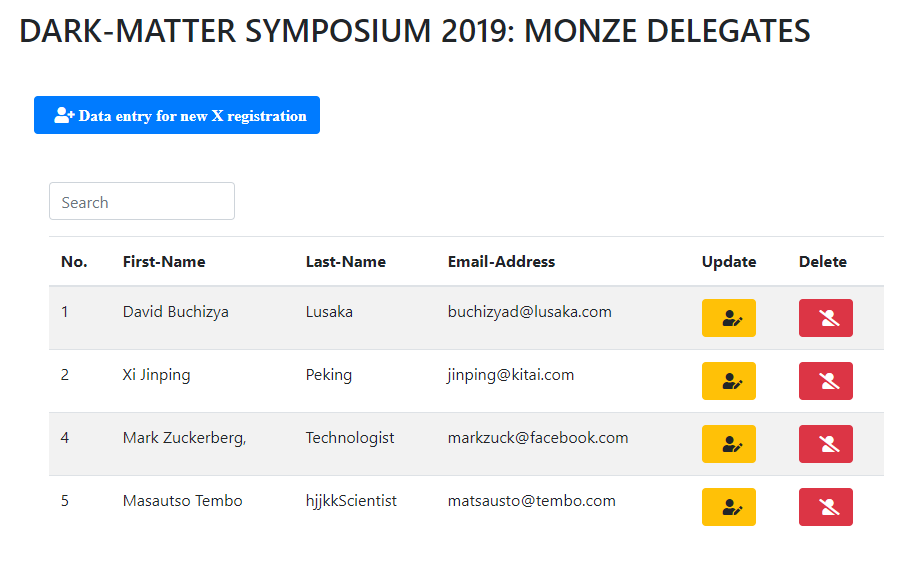 DARK-MATTER SYMPOSIUM 2019: MONZE DELEGATES
Data entry for new X registration
Search
No. First-Name Last-Name Email-Address Update Delete
1 David Buchizya Lusaka buchizyad@lusaka.com
2 Xi Jinping Peking jinping@kitai.com
4 Mark Zuckerberg, Technologist markzuck@facebook.com
5 Masautso Tembo hjjkkScientist matsausto@tembo.com